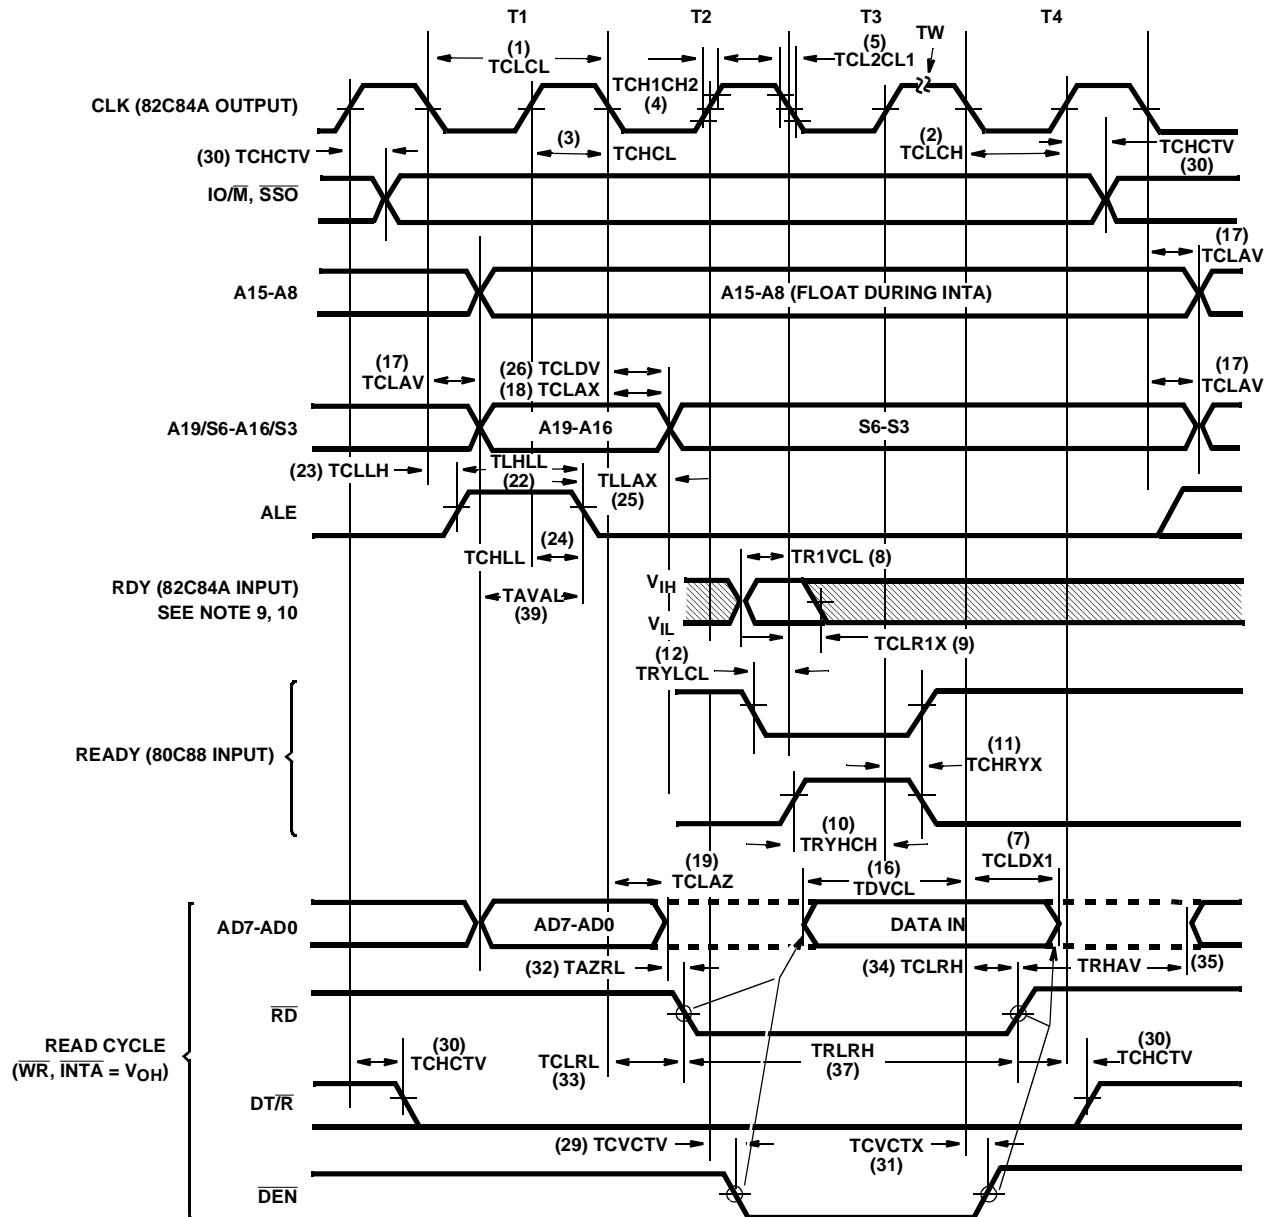 T1 T2 T3 T4
TW
(1)
TCLCL
(5)
TCL2CL1
TCH1CH2
(4)
CLK (82C84A OUTPUT)
(3)
TCHCL
(2)
TCLCH
(30) TCHCTV
TCHCTV
(30)
IO/M̅, S̅S̅O̅
(17)
TCLAV
A15-A8
A15-A8 (FLOAT DURING INTA)
(17)
TCLAV
(26) TCLDV
(18) TCLAX
(17)
TCLAV
A19/S6-A16/S3
A19-A16
S6-S3
(23) TCLLH
TLHLL
(22)
TLLAX
(25)
ALE
TCHLL
(24)
TR1VCL (8)
RDY (82C84A INPUT)
SEE NOTE 9, 10
VIH
VIL
TAVAL
(39)
TCLR1X (9)
(12)
TRYLCL
READY (80C88 INPUT)
(11)
TCHRYX
(10)
TRYHCH
(7)
TCLDX1
(19)
TCLAZ
(16)
TDVCL
AD7-AD0
AD7-AD0
DATA IN
(32) TAZRL
(34) TCLRH
TRHAV
(35)
R̅D̅
READ CYCLE
(W̅R̅, I̅N̅T̅A̅ = VOH)
(30)
TCHCTV
TCLRL
(33)
TRLRH
(37)
(30)
TCHCTV
DT/R̅
(29) TCVCTV
TCVCTX
(31)
D̅E̅N̅